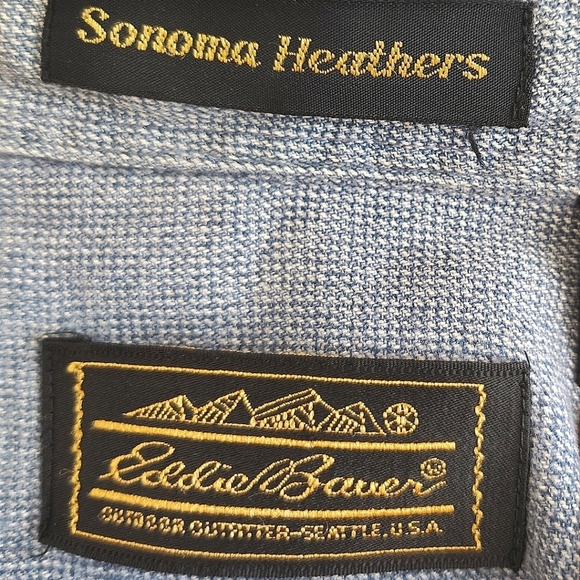 Sonoma Heathers
Eddie Bauer®
OUTDOOR OUTFITTER-SEATTLE, U.S.A.